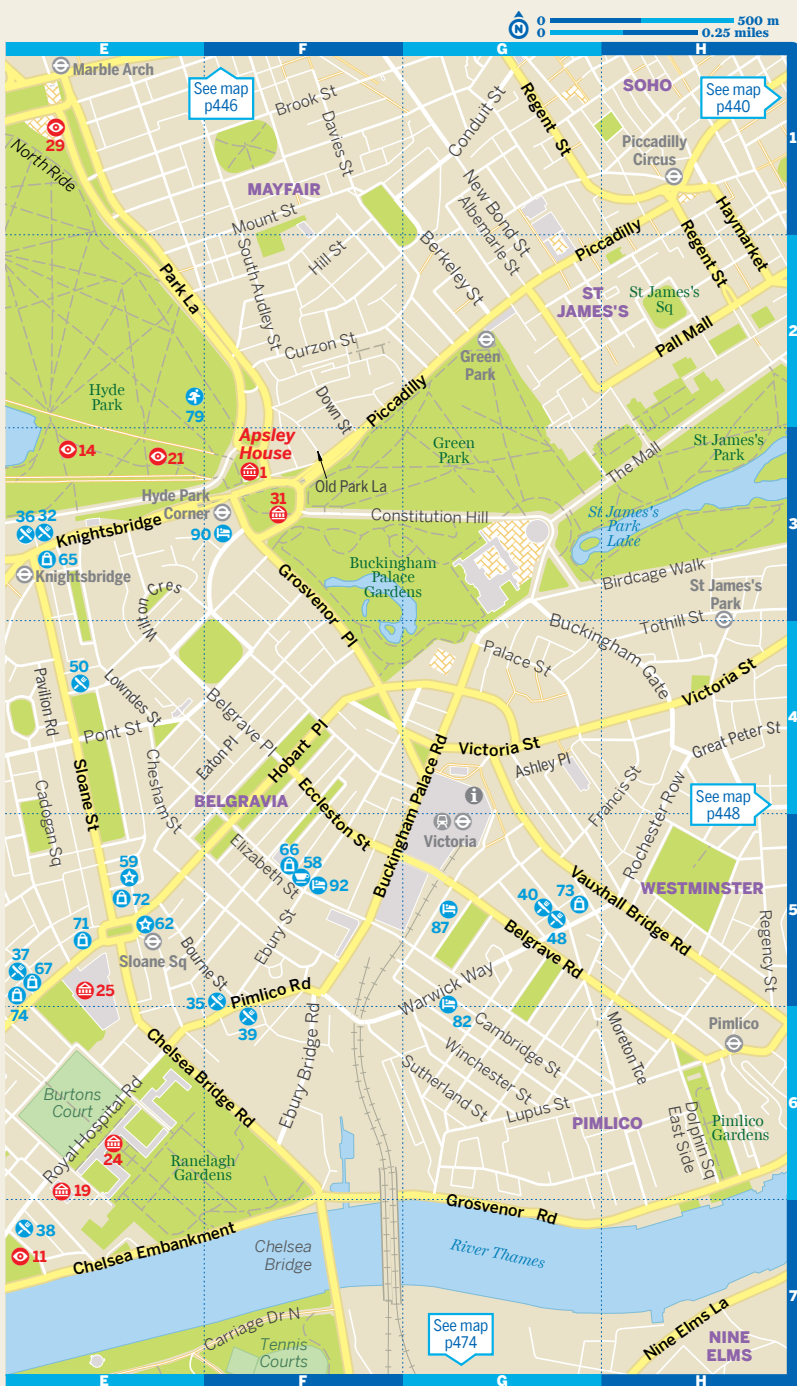 N
0 500 m
0 0.25 miles
E F G H
Marble Arch
See map
p446
Brook St
Davies St
Conduit St
Regent St
SOHO
See map
p440
1
29
North Ride
MAYFAIR
Piccadilly
Circus
New Bond St
Albemarle St
Mount St
Hill St
South Audley St
Berkeley St
Piccadilly
Regent St
Haymarket
Park La
ST
JAMES'S
St James's
Sq
2
Curzon St
Green
Park
Pall Mall
Hyde
Park
79
Down St
Piccadilly
14
21
Apsley
House
1
Green
Park
The Mall
St James's
Park
Old Park La
Hyde Park
Corner
31
3
36 32
Knightsbridge
90
Constitution Hill
St James's
Park
Lake
65
Knightsbridge
Buckingham
Palace
Gardens
Birdcage Walk
St James's
Park
Wilton
Cres
Grosvenor Pl
Tothill St
Buckingham Gate
Palace St
50
Pavilion Rd
Lowndes St
Belgrave Pl
Victoria St
4
Pont St
Eaton Pl
Hobart Pl
Victoria St
Great Peter St
Sloane St
Chesham St
Ashley Pl
Cadogan Sq
BELGRAVIA
Eccleston St
Buckingham Palace Rd
i
Francis St
Rochester Row
See map
p448
Victoria
59
72
Elizabeth St
66
58
92
40
73
48
Vauxhall Bridge Rd
WESTMINSTER
5
71
62
Sloane Sq
Ebury St
87
Belgrave Rd
Regency St
37
67
74
25
Bourne St
35
Pimlico Rd
39
Warwick Way
82
Pimlico
Chelsea Bridge Rd
Ebury Bridge Rd
Cambridge St
Moreton Tce
Winchester St
Sutherland St
Lupus St
Burtons
Court
Royal Hospital Rd
6
PIMLICO
Dolphin Sq
East Side
Pimlico
Gardens
24
Ranelagh
Gardens
19
Grosvenor Rd
38
11
Chelsea Embankment
Chelsea
Bridge
River Thames
7
Carriage Dr N
Tennis
Courts
See map
p474
Nine Elms La
NINE
ELMS
E F G H